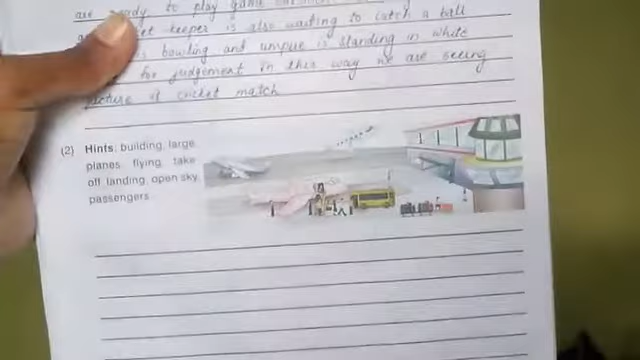 are ready to play game
keeper is also waiting to catch a ball
is bowling and umpire is standing in white
for judgement in this way we are seeing
picture of cricket match
(2) Hints: building, large
planes, flying, take
off, landing, open sky,
passengers.